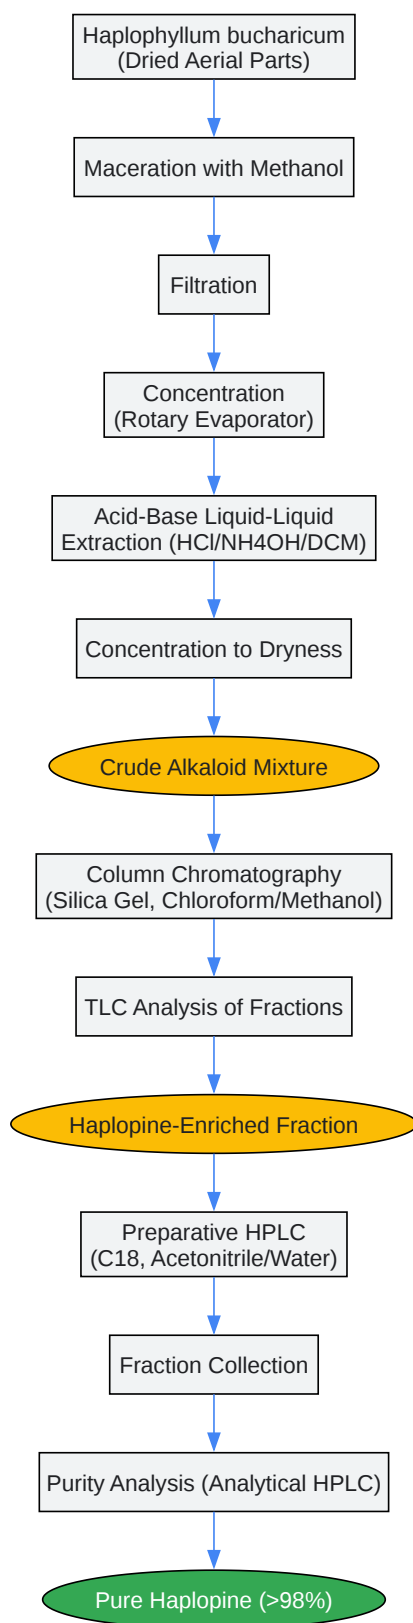 Haplophyllum bucharicum
(Dried Aerial Parts)
Maceration with Methanol
Filtration
Concentration
(Rotary Evaporator)
Acid-Base Liquid-Liquid
Extraction (HCl/NH4OH/DCM)
Concentration to Dryness
Crude Alkaloid Mixture
Column Chromatography
(Silica Gel, Chloroform/Methanol)
TLC Analysis of Fractions
Haplopine-Enriched Fraction
Preparative HPLC
(C18, Acetonitrile/Water)
Fraction Collection
Purity Analysis (Analytical HPLC)
Pure Haplopine (>98%)